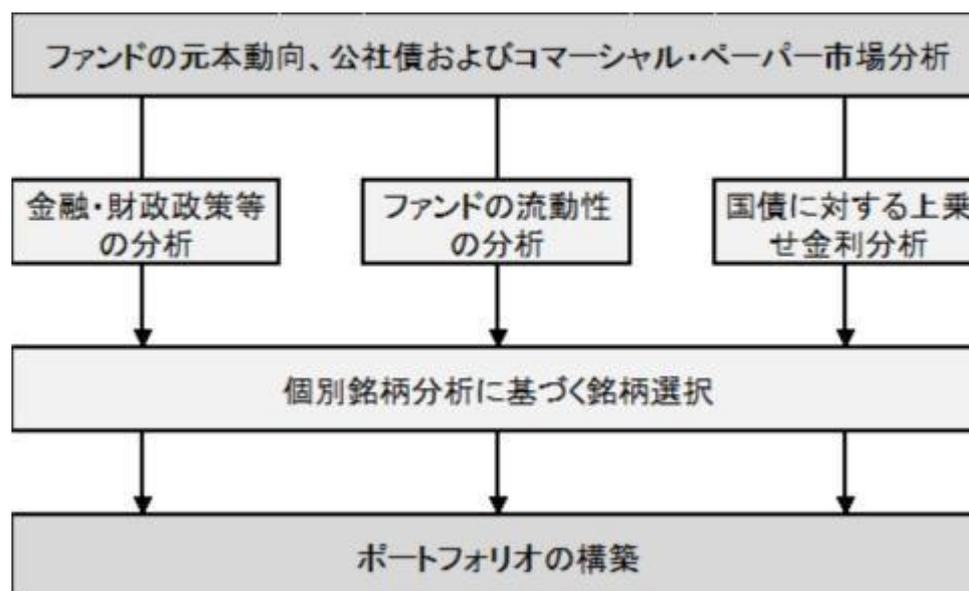 ファンドの元本動向、公社債およびコマーシャル・ペーパー市場分析
金融・財政政策等
の分析
ファンドの流動性
の分析
国債に対する上乗
せ金利分析
個別銘柄分析に基づく銘柄選択
ポートフォリオの構築